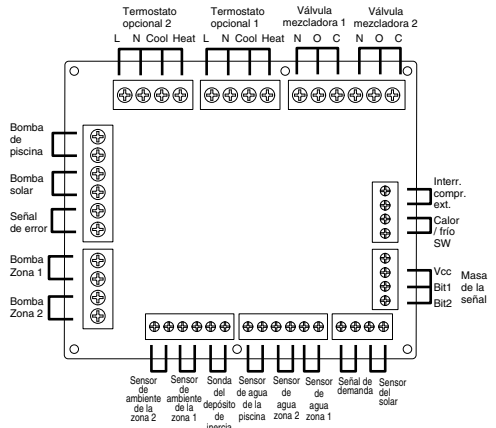 Termostato opcional 2
Termostato opcional 1
Válvula mezcladora 1
Válvula mezcladora 2
L N Cool Heat
L N Cool Heat
N O C
N O C
Bomba
de
piscina
Bomba
solar
Señal
de error
Bomba
Zona 1
Bomba
Zona 2
Interr.
compr.
ext.
Calor
/ frío
SW
Vcc
Bit1
Bit2
Masa
de la
señal
Sensor
de
ambiente
de la
zona 2
Sensor
de
ambiente
de la
zona 1
Sonda
del
depósito
de
inercia
Sensor
de agua
de la
piscina
Sensor
de
agua
zona 2
Sensor
de
agua
zona 1
Señal de
demanda
Sensor
del
solar